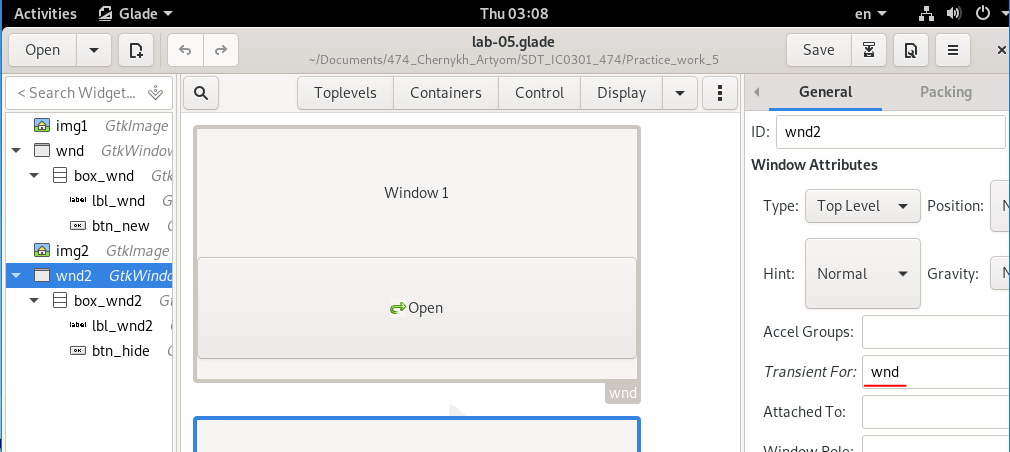 Activities Glade Thu 03:08 en
Open lab-05.glade Save
~/Documents/474_Chernykh_Artyom/SDT_IC0301_474/Practice_work_5
< Search Widget... Toplevels Containers Control Display General Packing
img1 GtkImage
wnd GtkWindow
box_wnd Gtk
lbl_wnd G
btn_new G
img2 GtkImage
wnd2 GtkWindo
box_wnd2 G
lbl_wnd2
btn_hide G
Window 1
Open
wnd
ID: wnd2
Window Attributes
Type: Top Level Position: N
Hint: Normal Gravity: N
Accel Groups:
Transient For: wnd
Attached To:
Window Role: